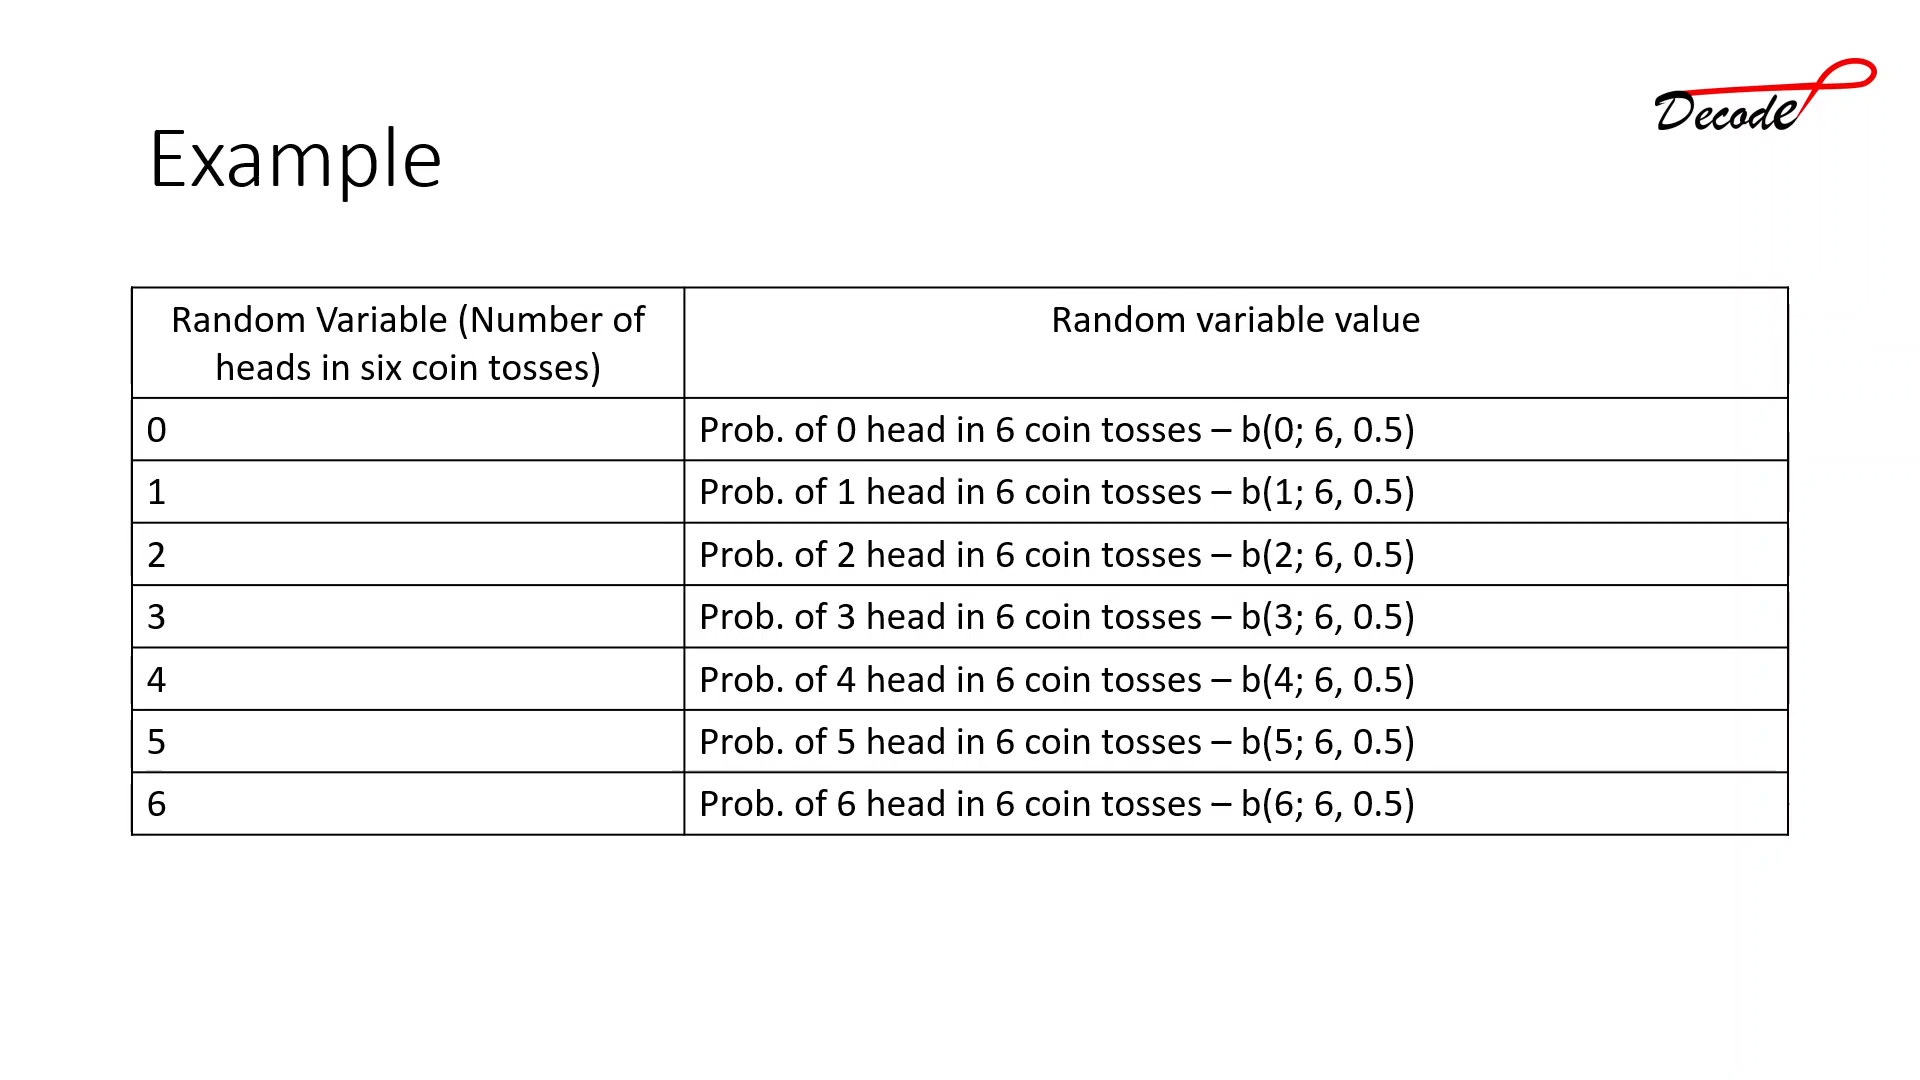 Decode
Example
Random Variable (Number of
heads in six coin tosses)
Random variable value
0
Prob. of 0 head in 6 coin tosses – b(0; 6, 0.5)
1
Prob. of 1 head in 6 coin tosses – b(1; 6, 0.5)
2
Prob. of 2 head in 6 coin tosses – b(2; 6, 0.5)
3
Prob. of 3 head in 6 coin tosses – b(3; 6, 0.5)
4
Prob. of 4 head in 6 coin tosses – b(4; 6, 0.5)
5
Prob. of 5 head in 6 coin tosses – b(5; 6, 0.5)
6
Prob. of 6 head in 6 coin tosses – b(6; 6, 0.5)